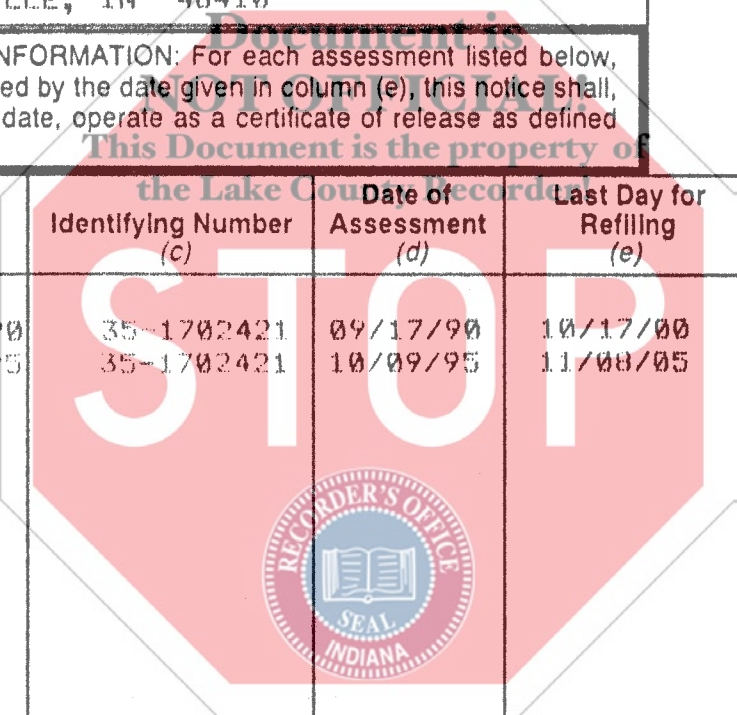 IN 46410
Document is
NFORMATION: For each assessment listed below,
NOT OFFICIAL!
ed by the date given in column (e), this notice shall,
date, operate as a certificate of release as defined
This Document is the property of
the Lake County Recorder!
Identifying Number
(c)
Date of
Assessment
(d)
Last Day for
Refiling
(e)
35-1702421 09/17/90 10/17/00
35-1702421 10/09/95 11/08/05
STOP
RECORDER'S OFFICE
SEAL
INDIANA